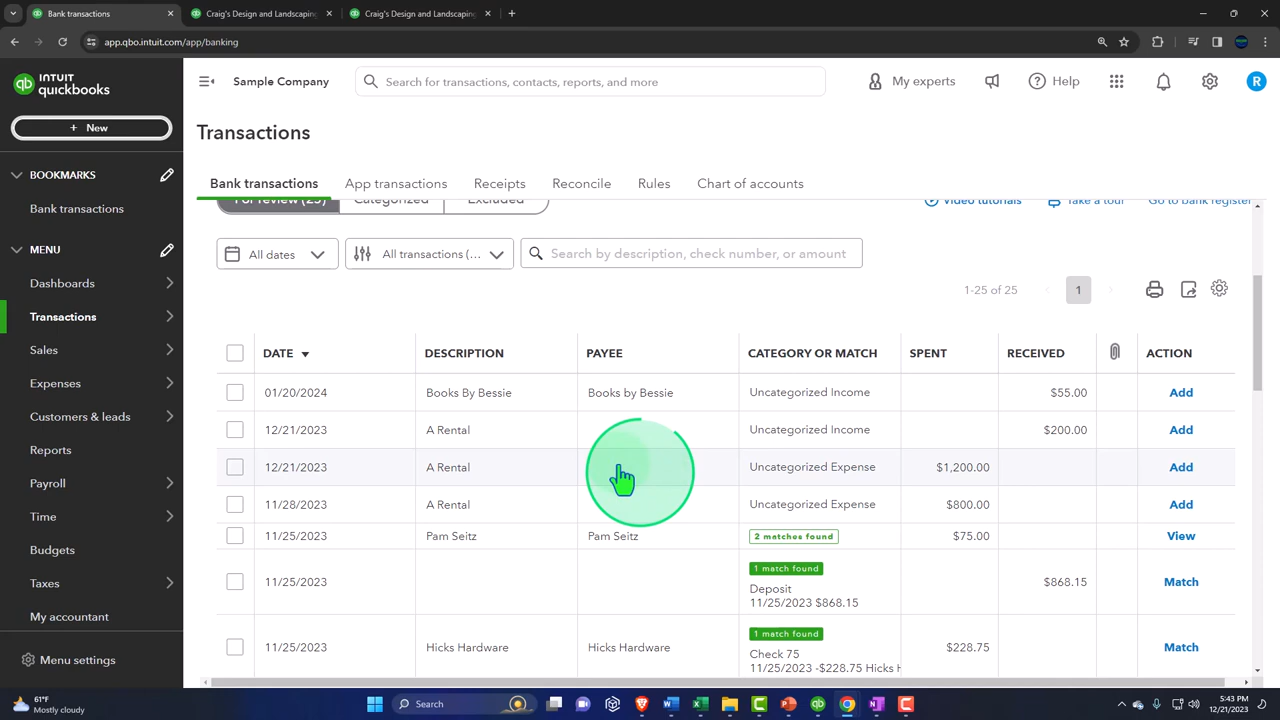 Bank transactions
Craig's Design and Landscaping
Craig's Design and Landscaping
app.qbo.intuit.com/app/banking
INTUIT
quickbooks
Sample Company
Search for transactions, contacts, reports, and more
My experts
Help
R
+ New
Transactions
BOOKMARKS
Bank transactions
Bank transactions App transactions Receipts Reconcile Rules Chart of accounts
For review (25) Categorized Excluded
Video tutorials Take a tour Go to bank register
MENU
Dashboards
Transactions
Sales
Expenses
Customers & leads
Reports
Payroll
Time
Budgets
Taxes
My accountant
Menu settings
All dates All transactions (... Search by description, check number, or amount
1-25 of 25 1
DATE DESCRIPTION PAYEE CATEGORY OR MATCH SPENT RECEIVED ACTION
01/20/2024 Books By Bessie Books by Bessie Uncategorized Income $55.00 Add
12/21/2023 A Rental Uncategorized Income $200.00 Add
12/21/2023 A Rental Uncategorized Expense $1,200.00 Add
11/28/2023 A Rental Uncategorized Expense $800.00 Add
11/25/2023 Pam Seitz Pam Seitz 2 matches found $75.00 View
1 match found
11/25/2023 Deposit $868.15 Match
11/25/2023 $868.15
1 match found
11/25/2023 Hicks Hardware Hicks Hardware Check 75 $228.75 Match
11/25/2023 -$228.75 Hicks H
61°F
Mostly cloudy
Search
5:43 PM
12/21/2023